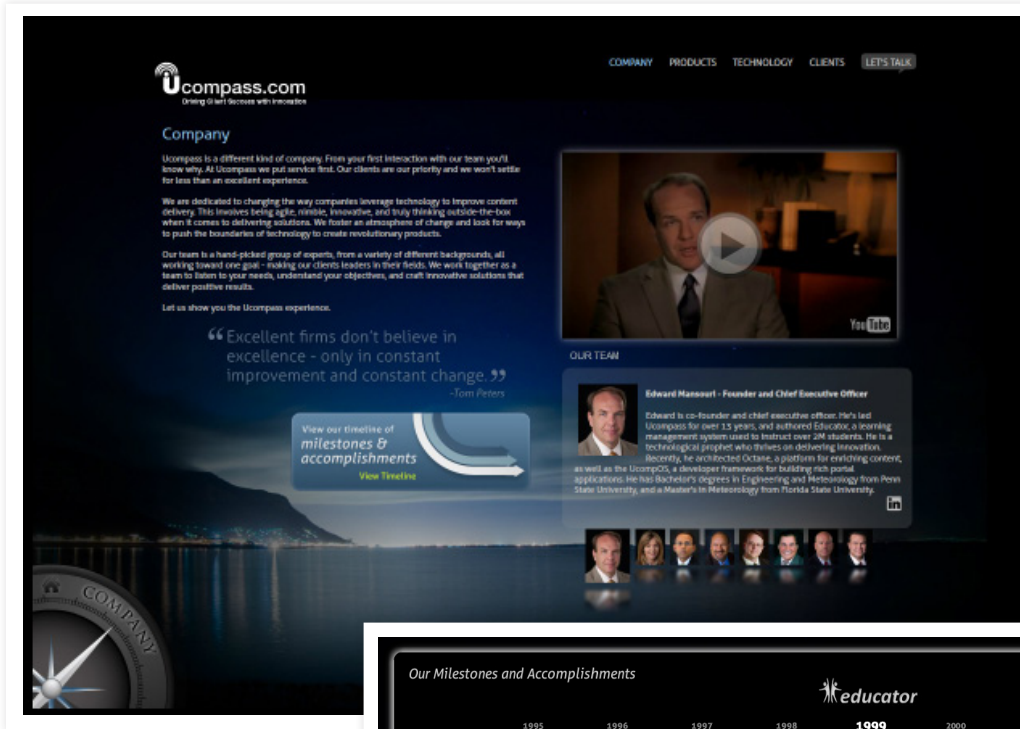 COMPANY PRODUCTS TECHNOLOGY CLIENTS LET'S TALK
Ucompass.com
Driving Client Success with Innovation
Company
Ucompass is a different kind of company. From your first interaction with our team you'll
know why. At Ucompass we put service first. Our clients are our priority and we won't settle
for less than an excellent experience.
We are dedicated to changing the way companies leverage technology to improve content
delivery. This involves being agile, nimble, innovative, and truly thinking outside-the-box
when it comes to delivering solutions. We foster an atmosphere of change and look for ways
to push the boundaries of technology to create revolutionary products.
Our team is a hand-picked group of experts, from a variety of different backgrounds, all
working toward one goal - making our clients leaders in their fields. We work together as a
team to listen to your needs, understand your objectives, and craft innovative solutions that
deliver positive results.
Let us show you the Ucompass experience.
“Excellent firms don't believe in
excellence - only in constant
improvement and constant change.”
-Tom Peters
View our timeline of
milestones &
accomplishments
View Timeline
YouTube
OUR TEAM
Edward Mansouri - Founder and Chief Executive Officer
Edward is co-founder and chief executive officer. He's led
Ucompass for over 13 years, and authored Educator, a learning
management system used to instruct over 2M students. He is a
technological prophet who thrives on delivering innovation.
Recently, he architected Octane, a platform for enriching content,
as well as the UcompOS, a developer framework for building rich portal
applications. He has Bachelor's degrees in Engineering and Meteorology from Penn
State University, and a Master's in Meteorology from Florida State University.
in
COMPANY
Our Milestones and Accomplishments
educator
1995 1996 1997 1998 1999 2000